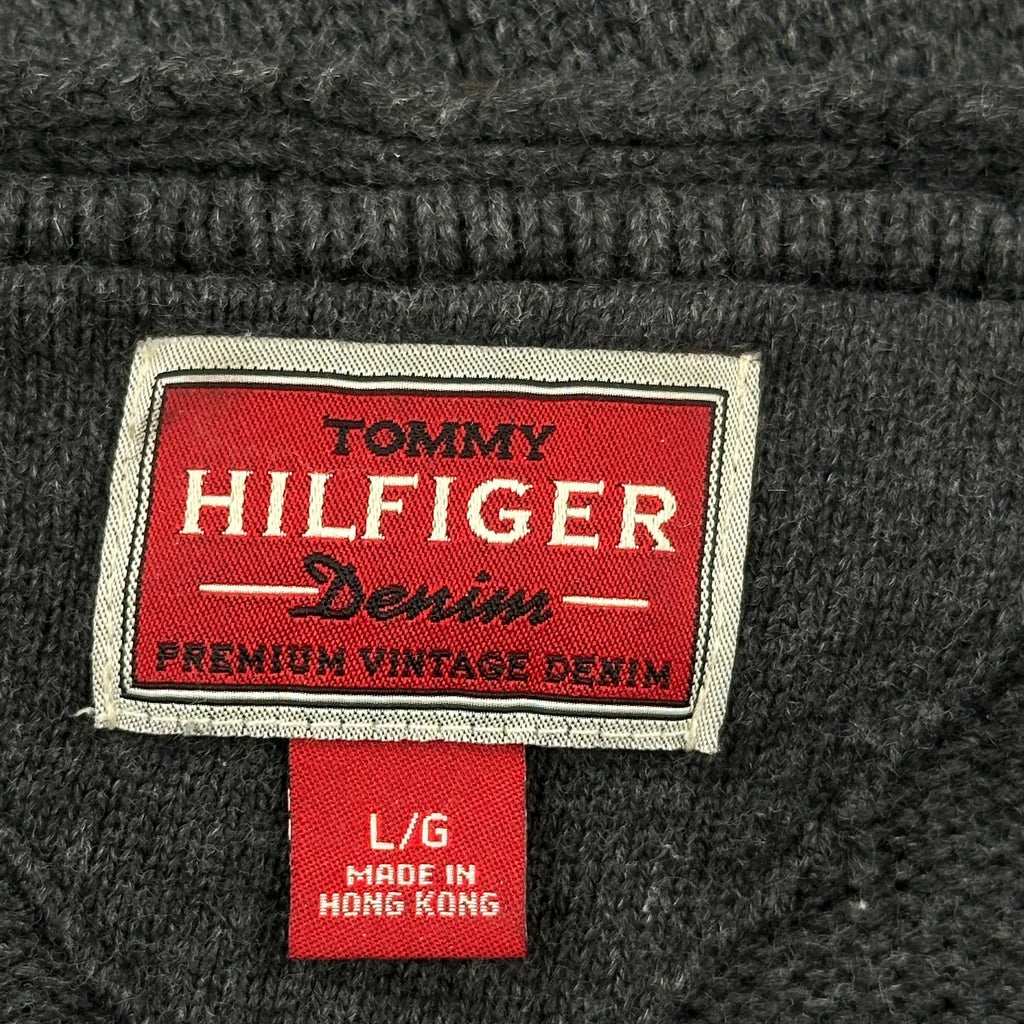 TOMMY
HILFIGER
Denim
PREMIUM VINTAGE DENIM
L/G
MADE IN
HONG KONG